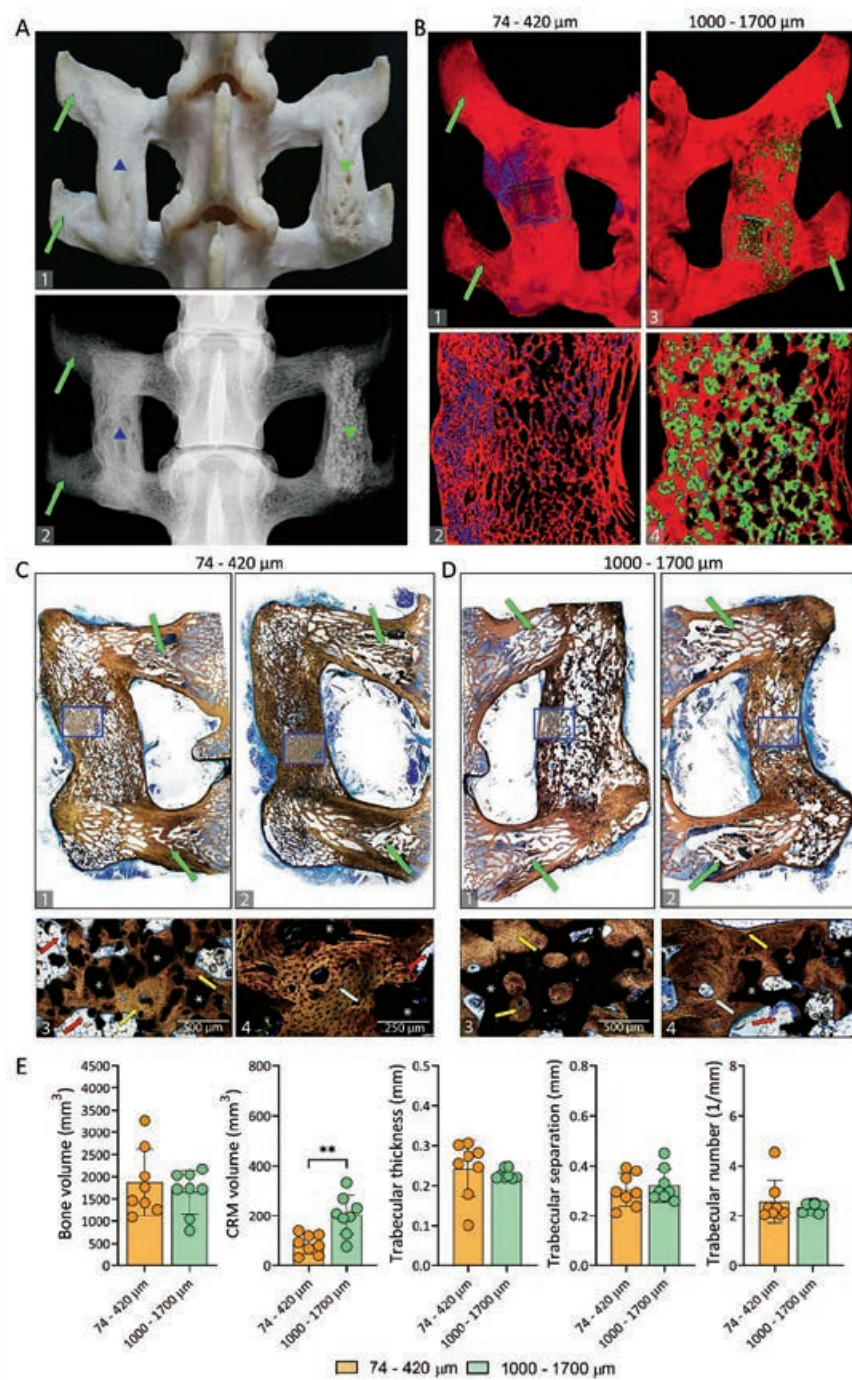 A
B
74 - 420 µm
1000 - 1700 µm
1
2
1
3
2
4
C
74 - 420 µm
D
1000 - 1700 µm
1
2
1
2
3
500 µm
4
250 µm
3
500 µm
4
E
Bone volume (mm³)
4500
4000
3500
3000
2500
2000
1500
1000
500
0
74 - 420 µm
1000 - 1700 µm
CRM volume (mm³)
800
600
400
200
0
**
74 - 420 µm
1000 - 1700 µm
Trabecular thickness (mm)
0.5
0.4
0.3
0.2
0.1
0.0
74 - 420 µm
1000 - 1700 µm
Trabecular separation (mm)
0.8
0.6
0.4
0.2
0.0
74 - 420 µm
1000 - 1700 µm
Trabecular number (1/mm)
8
6
4
2
0
74 - 420 µm
1000 - 1700 µm
74 - 420 µm
1000 - 1700 µm